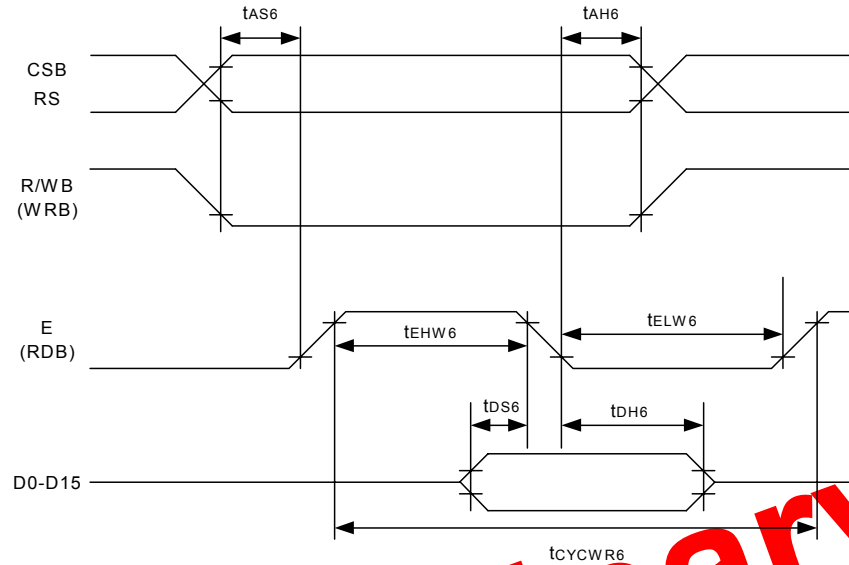 tAS6
tAH6
CSB
RS
R/WB
(WRB)
E
(RDB)
tEHW6
tELW6
tDS6
tDH6
D0-D15
tCYCWR6